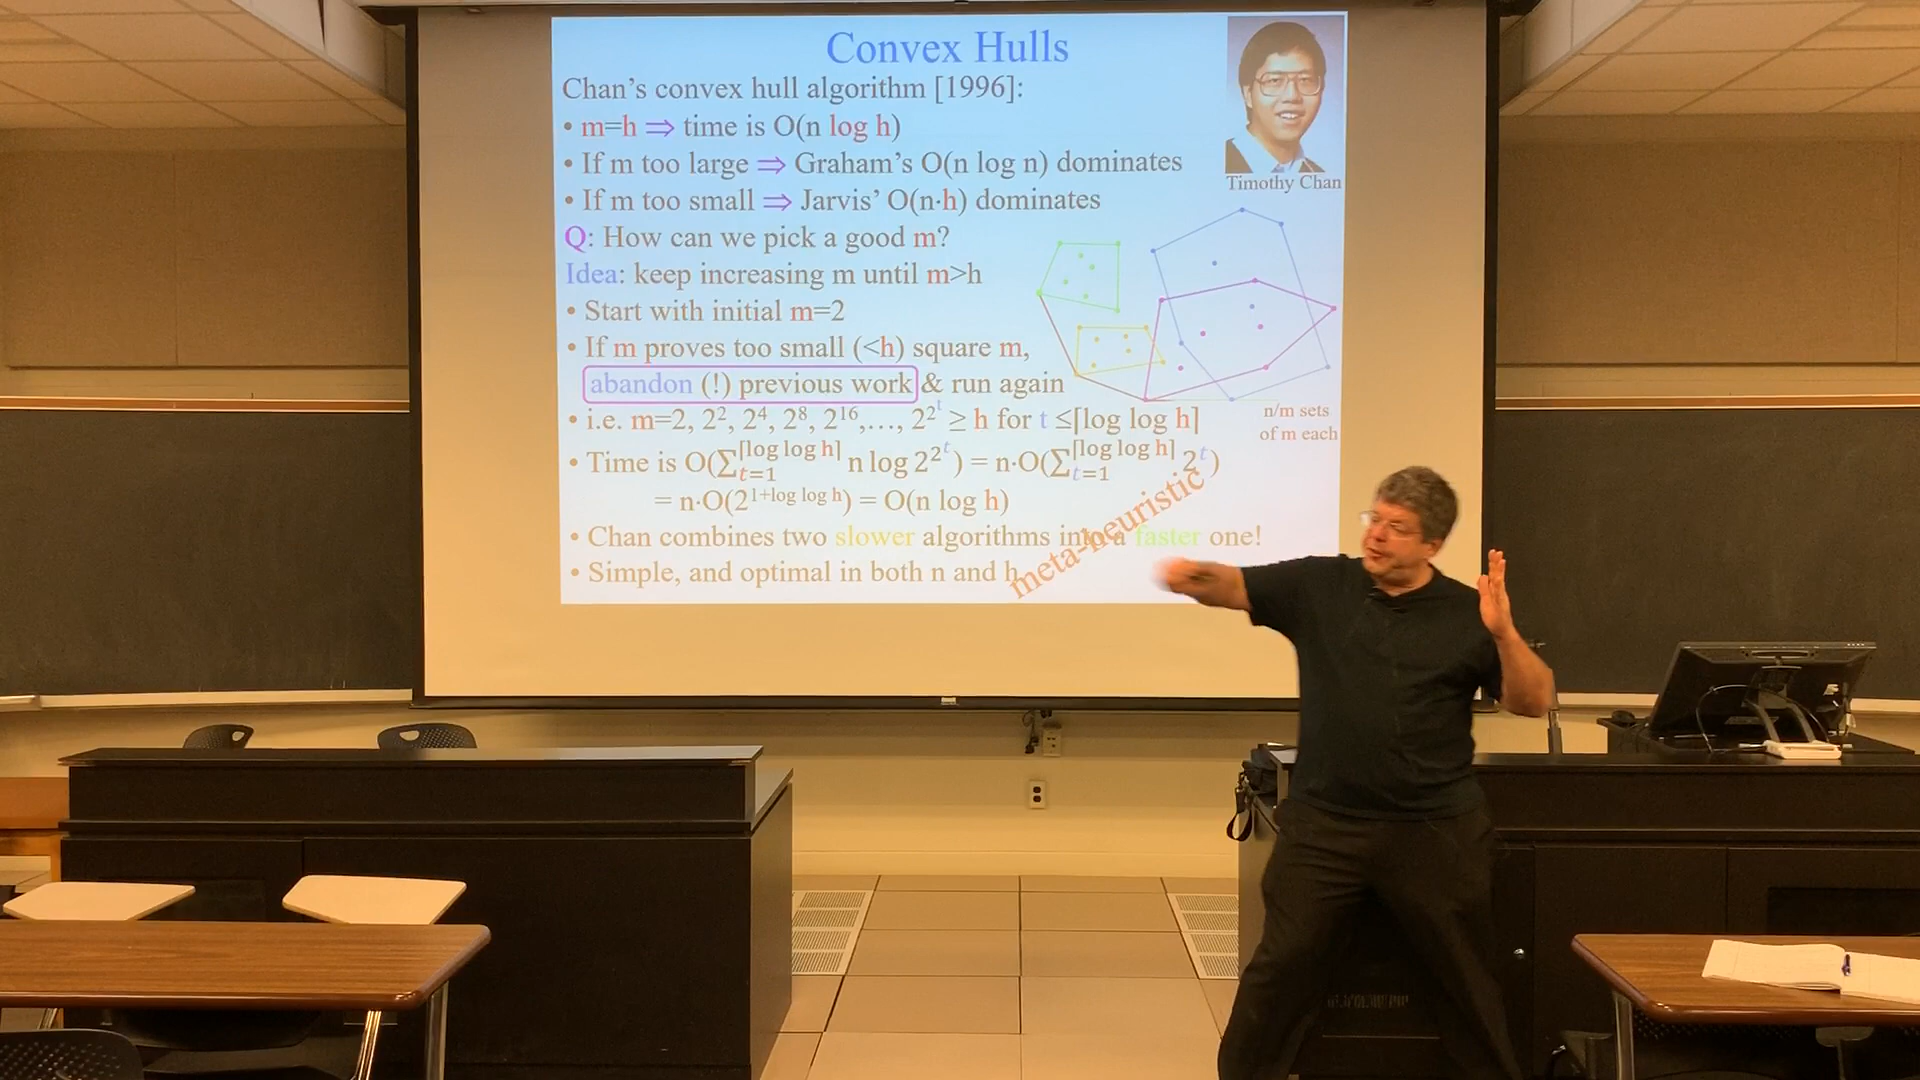 Convex Hulls
Chan's convex hull algorithm [1996]:
• m=h ⇒ time is O(n log h)
• If m too large ⇒ Graham's O(n log n) dominates
• If m too small ⇒ Jarvis' O(n·h) dominates
Timothy Chan
Q: How can we pick a good m?
Idea: keep increasing m until m>h
• Start with initial m=2
• If m proves too small (<h) square m,
abandon (!) previous work & run again
• i.e. m=2, 2², 2⁴, 2⁸, 2¹⁶,…, 2^2^t ≥ h for t ≤⌈log log h⌉
n/m sets
of m each
• Time is O(∑_{t=1}^{⌈log log h⌉} n log 2^2^t) = n·O(∑_{t=1}^{⌈log log h⌉} 2^t)
= n·O(2^{1+log log h}) = O(n log h)
• Chan combines two slower algorithms into a faster one!
• Simple, and optimal in both n and h
meta-heuristic